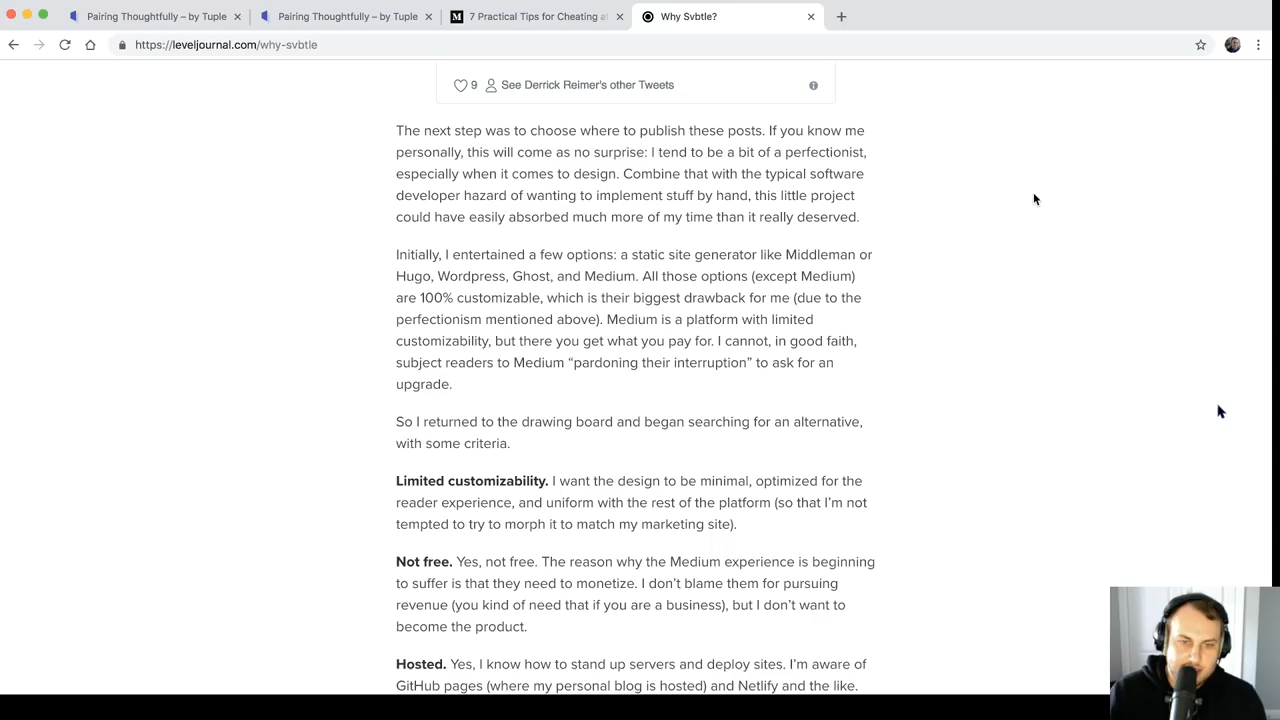 Pairing Thoughtfully – by Tuple
Pairing Thoughtfully – by Tuple
7 Practical Tips for Cheating at
Why Svbtle?
https://leveljournal.com/why-svbtle
9 See Derrick Reimer's other Tweets
The next step was to choose where to publish these posts. If you know me
personally, this will come as no surprise: I tend to be a bit of a perfectionist,
especially when it comes to design. Combine that with the typical software
developer hazard of wanting to implement stuff by hand, this little project
could have easily absorbed much more of my time than it really deserved.
Initially, I entertained a few options: a static site generator like Middleman or
Hugo, Wordpress, Ghost, and Medium. All those options (except Medium)
are 100% customizable, which is their biggest drawback for me (due to the
perfectionism mentioned above). Medium is a platform with limited
customizability, but there you get what you pay for. I cannot, in good faith,
subject readers to Medium “pardoning their interruption” to ask for an
upgrade.
So I returned to the drawing board and began searching for an alternative,
with some criteria.
Limited customizability. I want the design to be minimal, optimized for the
reader experience, and uniform with the rest of the platform (so that I’m not
tempted to try to morph it to match my marketing site).
Not free. Yes, not free. The reason why the Medium experience is beginning
to suffer is that they need to monetize. I don’t blame them for pursuing
revenue (you kind of need that if you are a business), but I don’t want to
become the product.
Hosted. Yes, I know how to stand up servers and deploy sites. I’m aware of
GitHub pages (where my personal blog is hosted) and Netlify and the like.